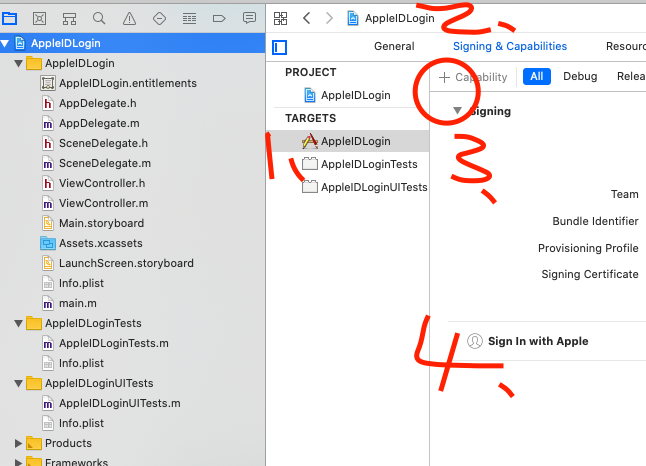 AppleIDLogin
AppleIDLogin
AppleIDLogin.entitlements
h AppDelegate.h
m AppDelegate.m
h SceneDelegate.h
m SceneDelegate.m
h ViewController.h
m ViewController.m
Main.storyboard
Assets.xcassets
LaunchScreen.storyboard
Info.plist
m main.m
AppleIDLoginTests
m AppleIDLoginTests.m
Info.plist
AppleIDLoginUITests
m AppleIDLoginUITests.m
Info.plist
Products
Frameworks
AppleIDLogin
2、
General Signing & Capabilities Resourc
PROJECT
AppleIDLogin
TARGETS
AppleIDLogin
AppleIDLoginTests
AppleIDLoginUITests
1、
+ Capability All Debug Relea
Signing
3、
Team
Bundle Identifier
Provisioning Profile
Signing Certificate
4、
Sign In with Apple